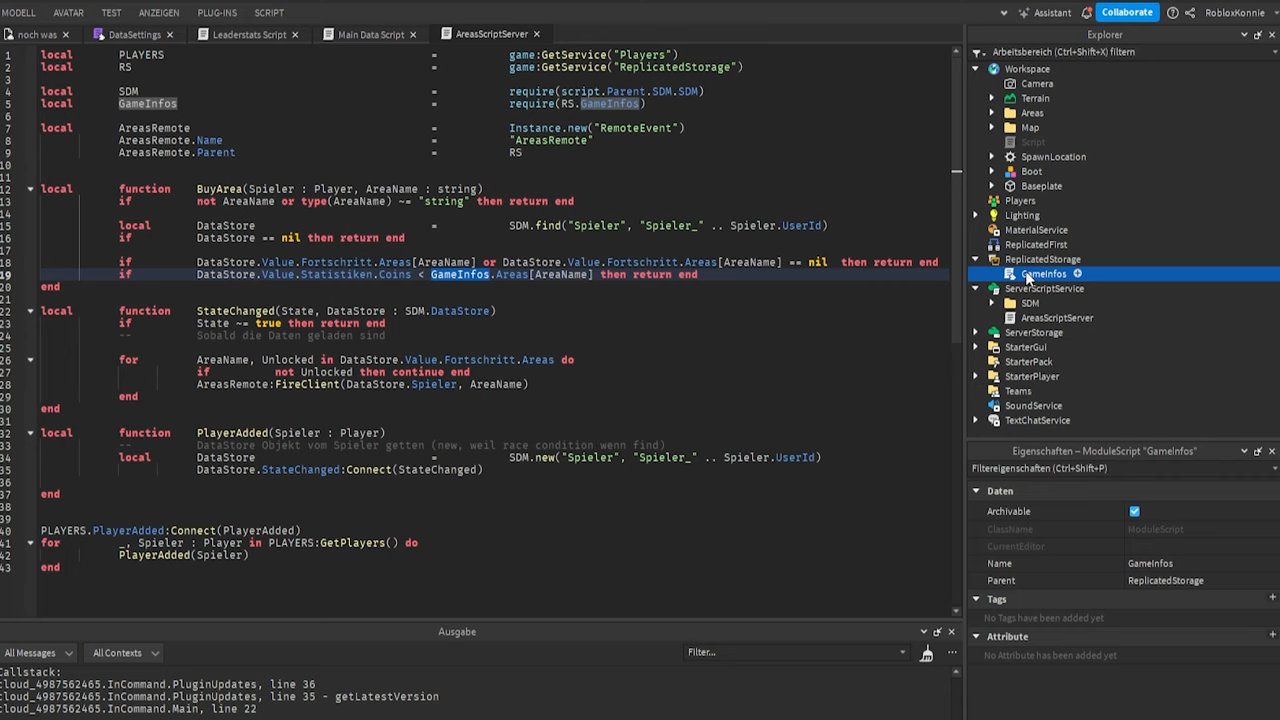 MODELL AVATAR TEST ANZEIGEN PLUG-INS SCRIPT Assistant Collaborate RobloxKonnie
noch was DataSettings Leaderstats Script Main Data Script AreasScriptServer
1 local PLAYERS = game:GetService("Players")
2 local RS = game:GetService("ReplicatedStorage")
3
4 local SDM = require(script.Parent.SDM.SDM)
5 local GameInfos = require(RS.GameInfos)
6
7 local AreasRemote = Instance.new("RemoteEvent")
8 AreasRemote.Name = "AreasRemote"
9 AreasRemote.Parent = RS
10
11
12 local function BuyArea(Spieler : Player, AreaName : string)
13 if not AreaName or type(AreaName) ~= "string" then return end
14
15 local DataStore = SDM.find("Spieler", "Spieler_" .. Spieler.UserId)
16 if DataStore == nil then return end
17
18 if DataStore.Value.Fortschritt.Areas[AreaName] or DataStore.Value.Fortschritt.Areas[AreaName] == nil then return end
19 if DataStore.Value.Statistiken.Coins < GameInfos.Areas[AreaName] then return end
20 end
21
22 local function StateChanged(State, DataStore : SDM.DataStore)
23 if State ~= true then return end
24 -- Sobald die Daten geladen sind
25
26 for AreaName, Unlocked in DataStore.Value.Fortschritt.Areas do
27 if not Unlocked then continue end
28 AreasRemote:FireClient(DataStore.Spieler, AreaName)
29 end
30 end
31
32 local function PlayerAdded(Spieler : Player)
33 -- DataStore Objekt vom Spieler getten (new, weil race condition wenn find)
34 local DataStore = SDM.new("Spieler", "Spieler_" .. Spieler.UserId)
35 DataStore.StateChanged:Connect(StateChanged)
36
37 end
38
39
40 PLAYERS.PlayerAdded:Connect(PlayerAdded)
41 for _, Spieler : Player in PLAYERS:GetPlayers() do
42 PlayerAdded(Spieler)
43 end
Explorer
Arbeitsbereich (Ctrl+Shift+X) filtern
Workspace
Camera
Terrain
Areas
Map
Script
SpawnLocation
Boot
Baseplate
Players
Lighting
MaterialService
ReplicatedFirst
ReplicatedStorage
GameInfos
ServerScriptService
SDM
AreasScriptServer
ServerStorage
StarterGui
StarterPack
StarterPlayer
Teams
SoundService
TextChatService
Eigenschaften – ModuleScript "GameInfos"
Filtereigenschaften (Ctrl+Shift+P)
Daten
Archivable
ClassName ModuleScript
CurrentEditor
Name GameInfos
Parent ReplicatedStorage
Tags
No Tags have been added yet
Attribute
No Attribute has been added yet
Ausgabe
All Messages All Contexts Filter...
Callstack:
cloud_4987562465.InCommand.PluginUpdates, line 36
cloud_4987562465.InCommand.PluginUpdates, line 35 - getLatestVersion
cloud_4987562465.InCommand.Main, line 22